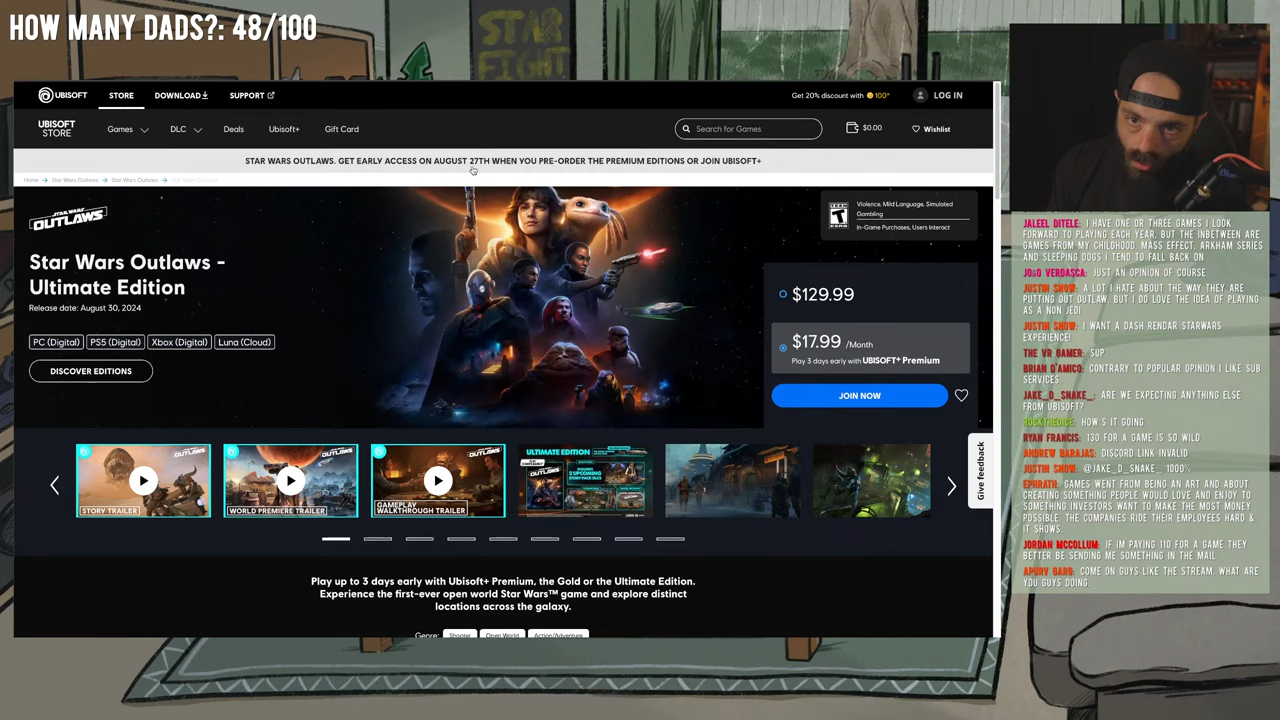 HOW MANY DADS?: 48/100
STAR
FIGHT
UBISOFT
STORE
DOWNLOAD
SUPPORT
Get 20% discount with 100*
LOG IN
UBISOFT
STORE
Games
DLC
Deals
Ubisoft+
Gift Card
Search for Games
$0.00
Wishlist
STAR WARS OUTLAWS. GET EARLY ACCESS ON AUGUST 27TH WHEN YOU PRE-ORDER THE PREMIUM EDITIONS OR JOIN UBISOFT+
Home → Star Wars Outlaws → Star Wars Outlaws → Star Wars Outlaws
STAR WARS
OUTLAWS
Star Wars Outlaws -
Ultimate Edition
Release date: August 30, 2024
PC (Digital)
PS5 (Digital)
Xbox (Digital)
Luna (Cloud)
DISCOVER EDITIONS
TEEN
T
ESRB
Violence, Mild Language, Simulated
Gambling
In-Game Purchases, Users Interact
$129.99
$17.99 /Month
Play 3 days early with UBISOFT+ Premium
JOIN NOW
OUTLAWS
STORY TRAILER
OUTLAWS
WORLD PREMIERE TRAILER
OUTLAWS
GAMEPLAY
WALKTHROUGH TRAILER
ULTIMATE EDITION
Give feedback
Play up to 3 days early with Ubisoft+ Premium, the Gold or the Ultimate Edition.
Experience the first-ever open world Star Wars™ game and explore distinct
locations across the galaxy.
Genre:
Shooter
Open World
Action/Adventure
JALEEL DITELE: I HAVE ONE OR THREE GAMES I LOOK
FORWARD TO PLAYING EACH YEAR, BUT THE INBETWEEN ARE
GAMES FROM MY CHILDHOOD. MASS EFFECT, ARKHAM SERIES
AND SLEEPING DOGS I TEND TO FALL BACK ON
JOÃO VERDASCA: JUST AN OPINION OF COURSE
JUSTIN SNOW: A LOT I HATE ABOUT THE WAY THEY ARE
PUTTING OUT OUTLAW, BUT I DO LOVE THE IDEA OF PLAYING
AS A NON JEDI
JUSTIN SNOW: I WANT A DASH RENDAR STARWARS
EXPERIENCE!
THE VR GAMER: SUP
BRIAN D'AMICO: CONTRARY TO POPULAR OPINION I LIKE SUB
SERVICES.
JAKE_D_SNAKE_: ARE WE EXPECTING ANYTHING ELSE
FROM UBISOFT?
ROCKTHEDICE: HOW'S IT GOING
RYAN FRANCIS: 130 FOR A GAME IS SO WILD
ANDREW BARAJAS: DISCORD LINK INVALID
JUSTIN SNOW: @JAKE_D_SNAKE_ 1000%
EPHRATH: GAMES WENT FROM BEING AN ART AND ABOUT
CREATING SOMETHING PEOPLE WOULD LOVE AND ENJOY TO
SOMETHING INVESTORS WANT TO MAKE THE MOST MONEY
POSSIBLE. THE COMPANIES RIDE THEIR EMPLOYEES HARD &
IT SHOWS.
JORDAN MCCOLLUM: IF IM PAYING 110 FOR A GAME THEY
BETTER BE SENDING ME SOMETHING IN THE MAIL
APURV GARG: COME ON GUYS LIKE THE STREAM. WHAT ARE
YOU GUYS DOING.